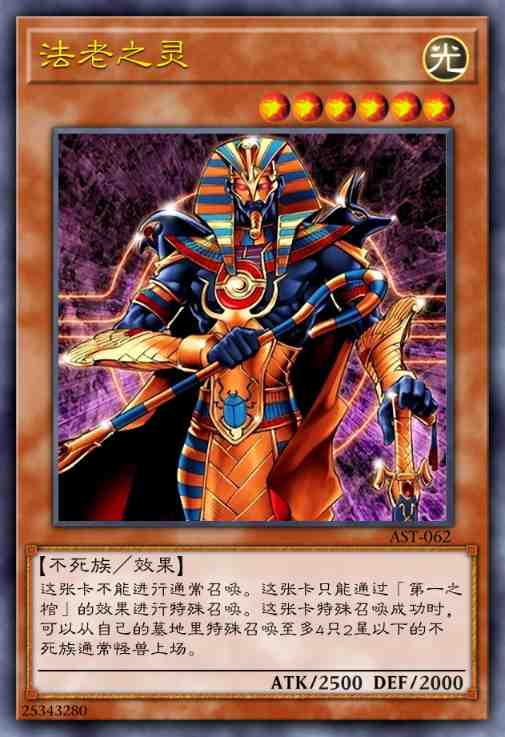 法老之灵
光
AST-062
【不死族／效果】
这张卡不能进行通常召唤。这张卡只能通过「第一之
棺」的效果进行特殊召唤。这张卡特殊召唤成功时，
可以从自己的墓地里特殊召唤至多4只2星以下的不
死族通常怪兽上场。
ATK/2500 DEF/2000
25343280